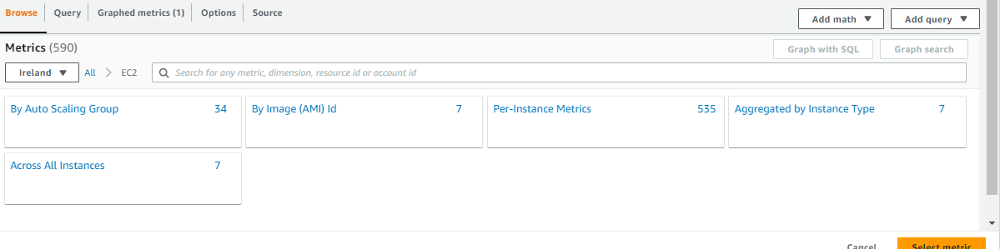 Browse Query Graphed metrics (1) Options Source
Add math ▼ Add query ▼
Metrics (590)
Graph with SQL Graph search
Ireland ▼ All > EC2 Search for any metric, dimension, resource id or account id
By Auto Scaling Group 34 By Image (AMI) Id 7 Per-Instance Metrics 535 Aggregated by Instance Type 7
Across All Instances 7
Cancel Select metric